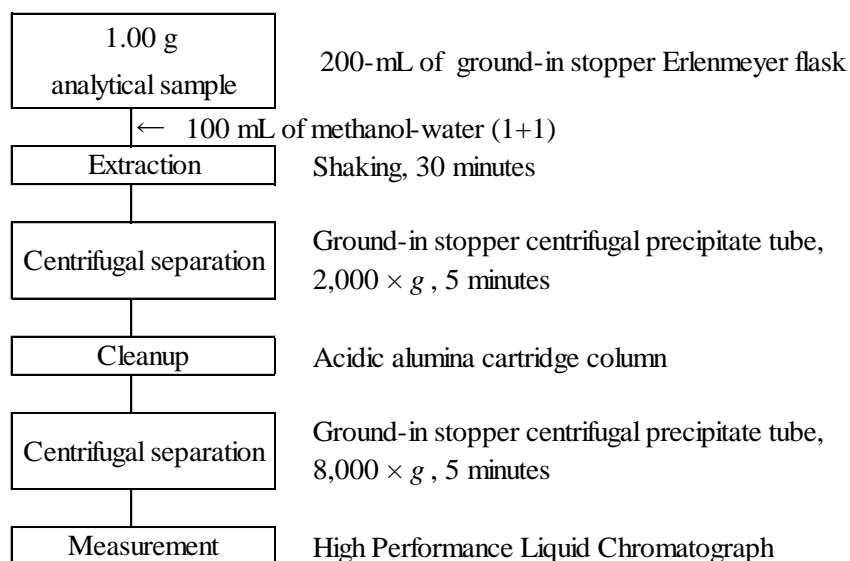 1.00 g
analytical sample
200-mL of ground-in stopper Erlenmeyer flask
← 100 mL of methanol-water (1+1)
Extraction
Shaking, 30 minutes
Centrifugal separation
Ground-in stopper centrifugal precipitate tube,
2,000 × g , 5 minutes
Cleanup
Acidic alumina cartridge column
Centrifugal separation
Ground-in stopper centrifugal precipitate tube,
8,000 × g , 5 minutes
Measurement
High Performance Liquid Chromatograph